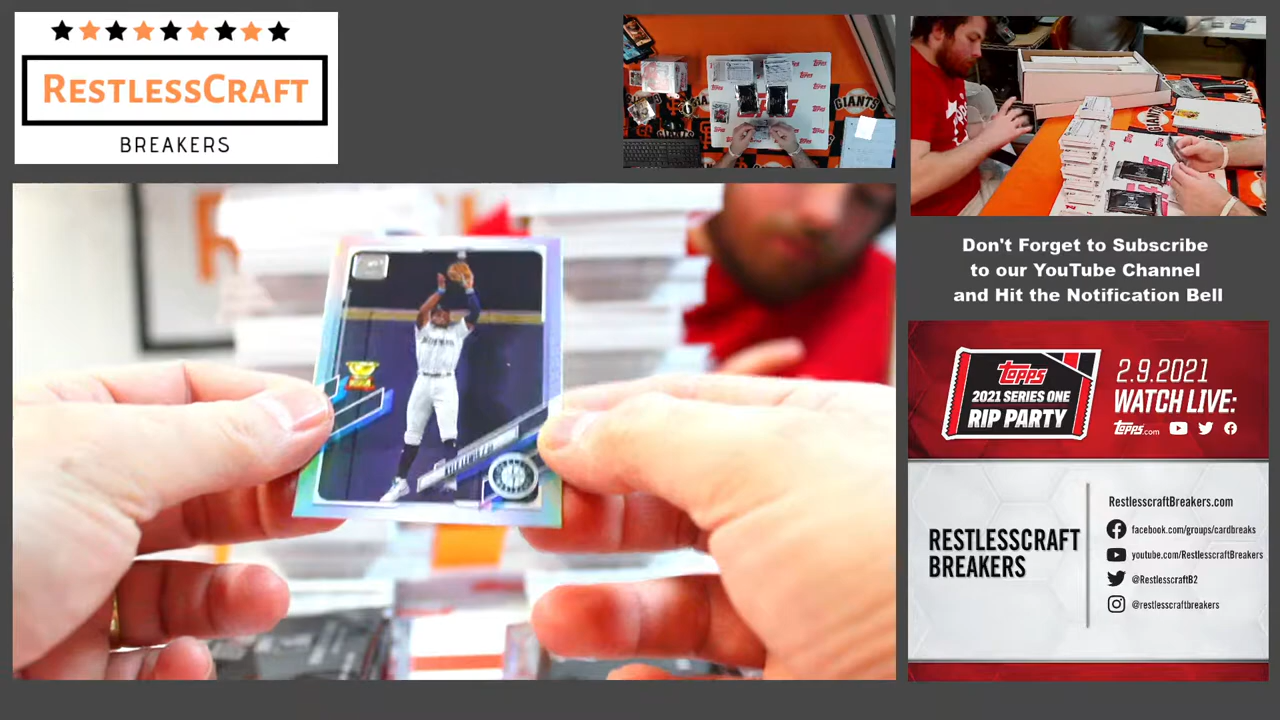 RESTLESSCRAFT
BREAKERS
GIANTS
GIANTS
Don't Forget to Subscribe
to our YouTube Channel
and Hit the Notification Bell
TOPPS
2021 SERIES ONE
RIP PARTY
2.9.2021
WATCH LIVE:
TOPPS.com
RESTLESSCRAFT
BREAKERS
RestlesscraftBreakers.com
facebook.com/groups/cardbreaks
youtube.com/RestlesscraftBreakers
@RestlesscraftB2
@restlesscraftbreakers